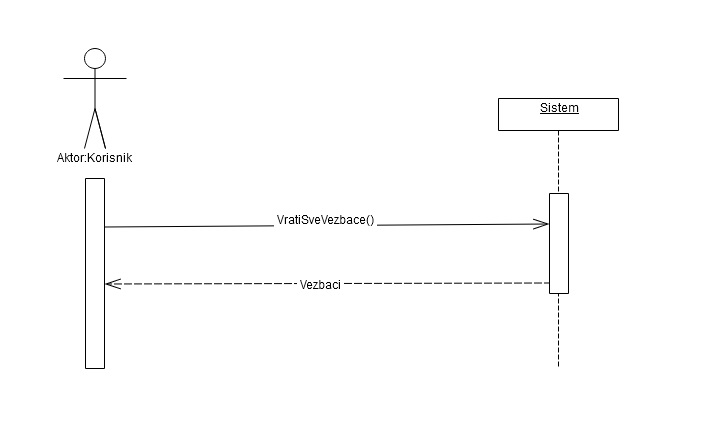 Sistem
Aktor:Korisnik
VratiSveVezbace()
Vezbaci